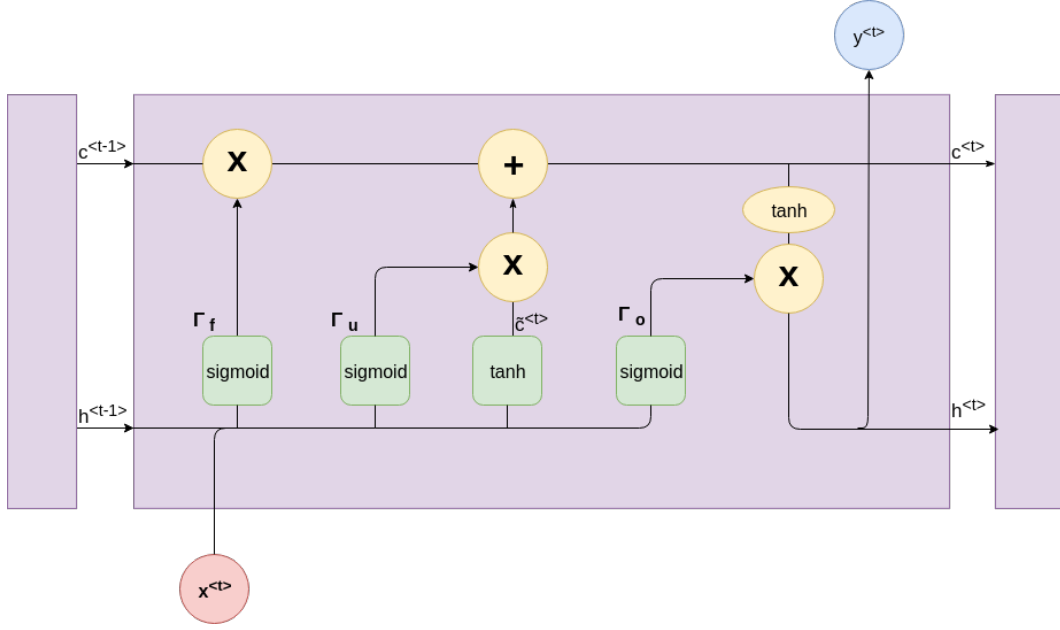 y<t>
c<t-1>
X
+
c<t>
tanh
X
X
Γ f
Γ u
c̃<t>
Γ o
sigmoid
sigmoid
tanh
sigmoid
h<t-1>
h<t>
x<t>